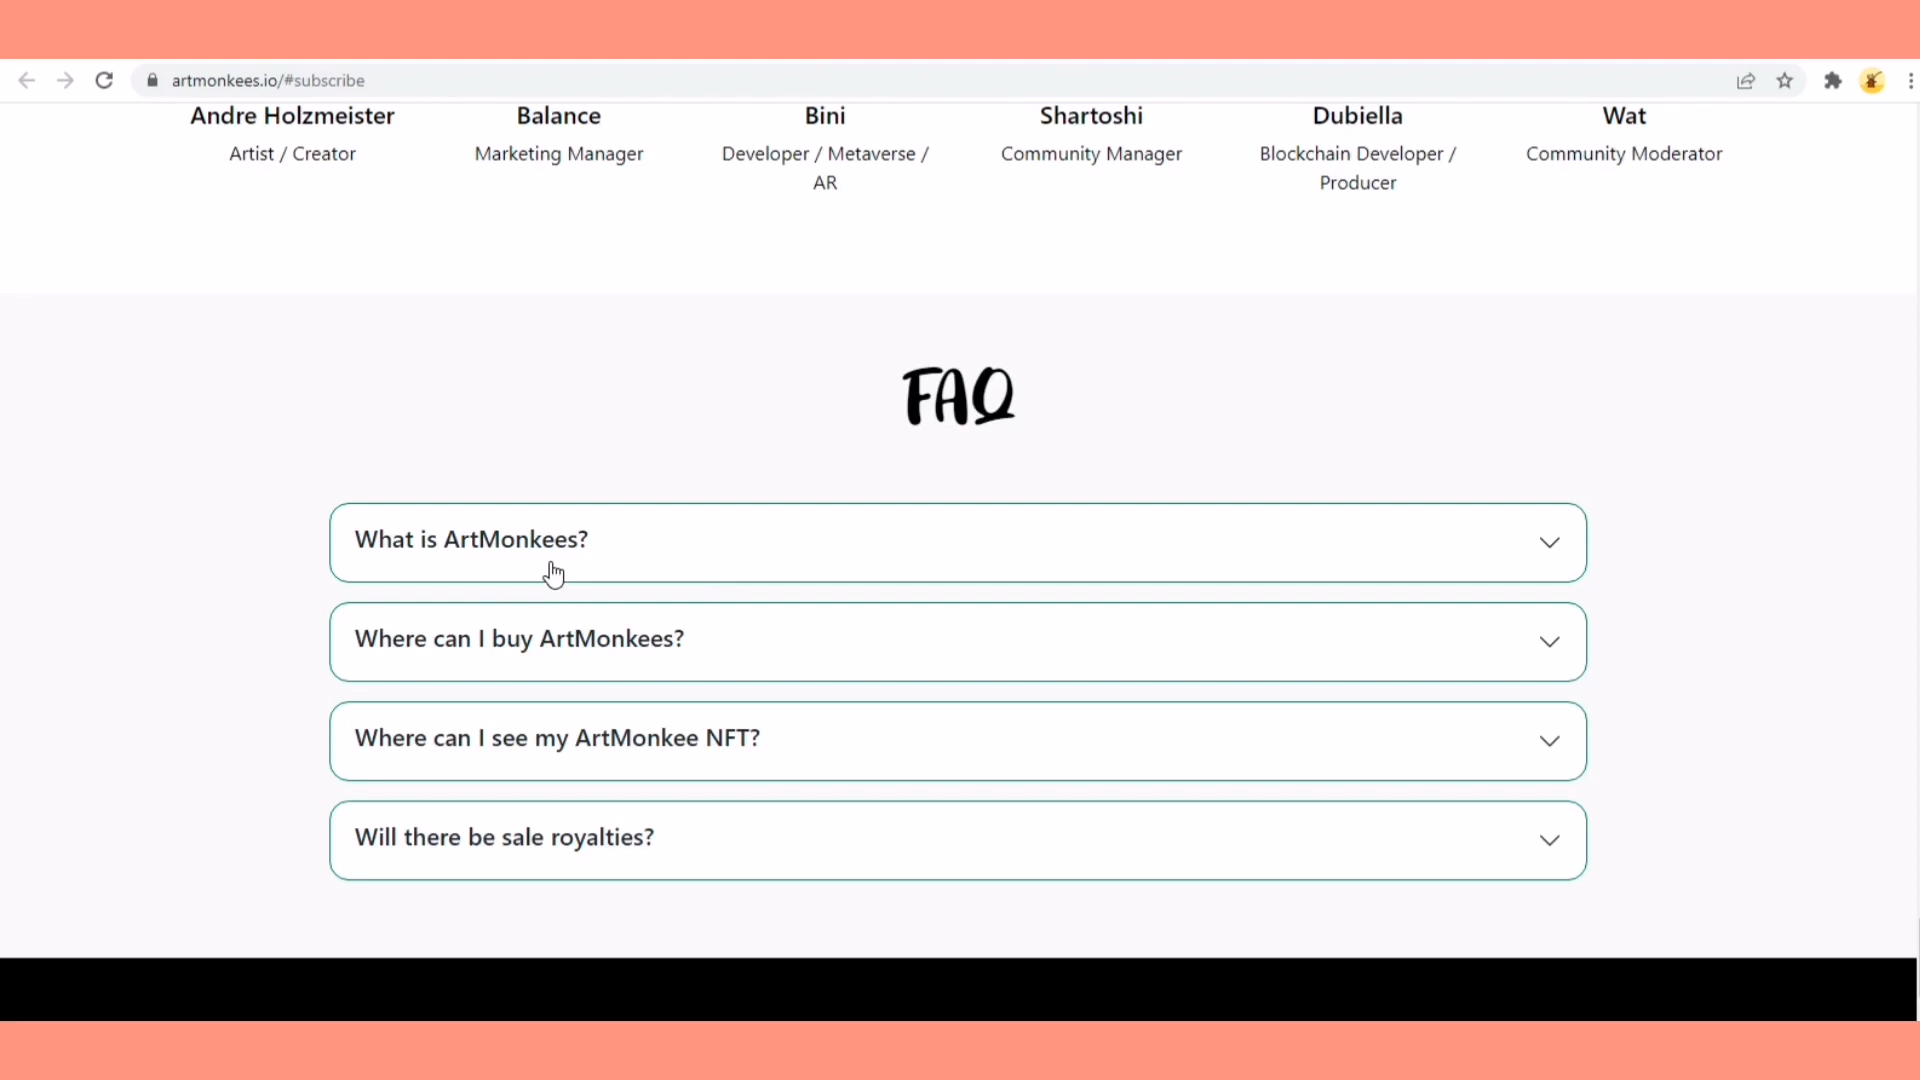 artmonkees.io/#subscribe
Andre Holzmeister
Artist / Creator
Balance
Marketing Manager
Bini
Developer / Metaverse /
AR
Shartoshi
Community Manager
Dubiella
Blockchain Developer /
Producer
Wat
Community Moderator
FAQ
What is ArtMonkees?
Where can I buy ArtMonkees?
Where can I see my ArtMonkee NFT?
Will there be sale royalties?